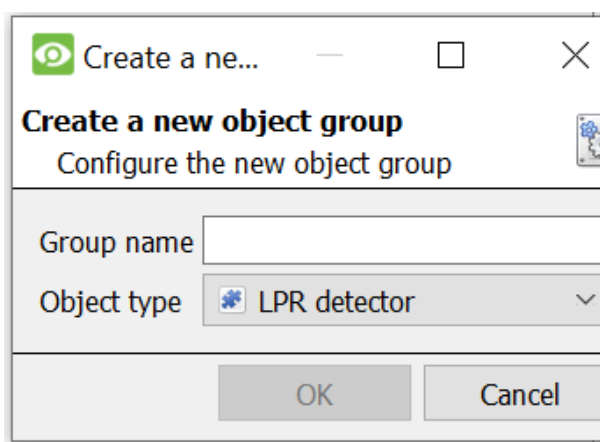 Create a ne...
Create a new object group
Configure the new object group
Group name
Object type LPR detector
OK Cancel